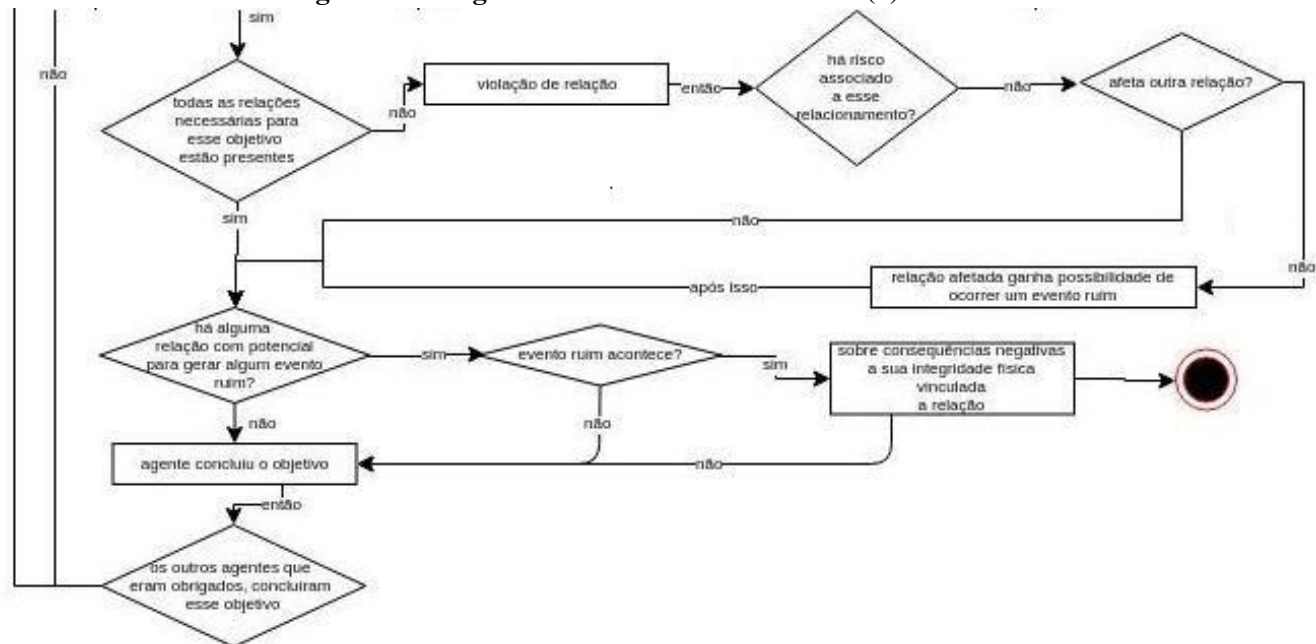 sim
não
todas as relações
necessárias para
esse objetivo
estão presentes
não
violação de relação
então
há risco
associado
a esse
relacionamento?
não
afeta outra relação?
sim
não
não
relação afetada ganha possibilidade de
ocorrer um evento ruim
após isso
há alguma
relação com potencial
para gerar algum evento
ruim?
sim
evento ruim acontece?
sim
sobre consequências negativas
a sua integridade física
vinculada
a relação
não
não
agente concluiu o objetivo
não
então
os outros agentes que
eram obrigados, concluíram
esse objetivo